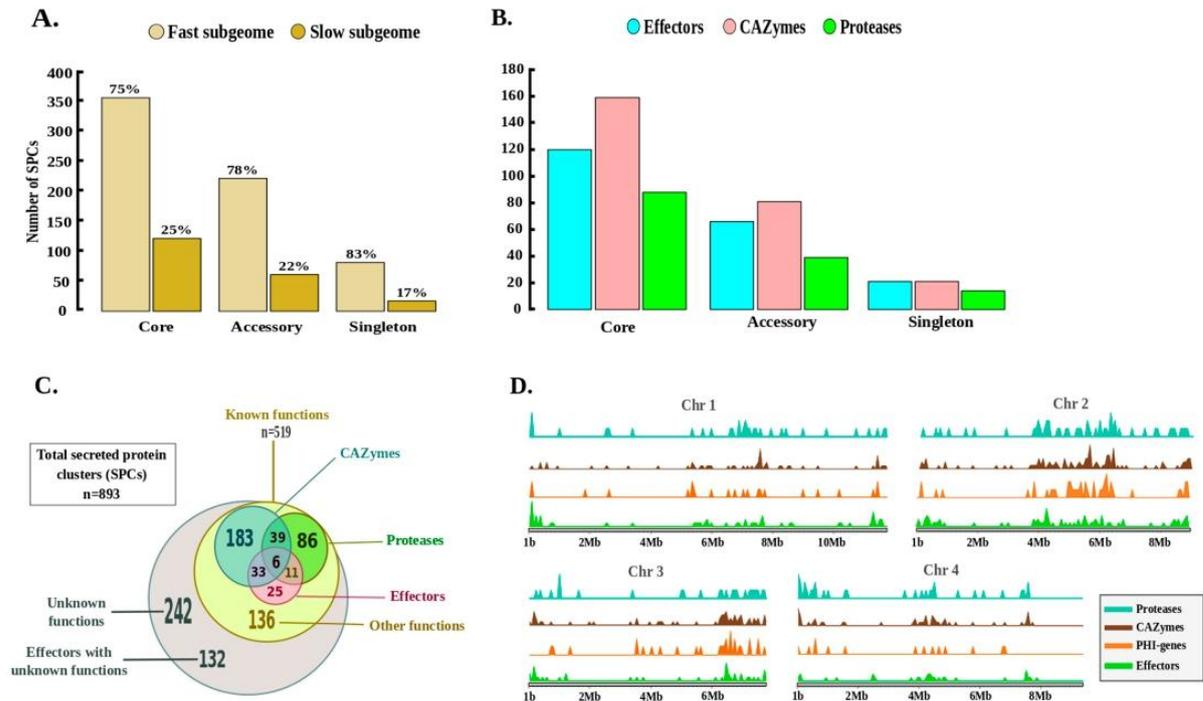 A.
Fast subgeome Slow subgeome
Number of SPCs
400
350
300
250
200
150
100
50
0
75%
25%
78%
22%
83%
17%
Core Accessory Singleton
B.
Effectors CAZymes Proteases
180
160
140
120
100
80
60
40
20
0
Core Accessory Singleton
C.
Known functions
n=519
Total secreted protein
clusters (SPCs)
n=893
CAZymes
Proteases
Effectors
Other functions
Unknown
functions
Effectors with
unknown functions
183
39
86
6
33
11
25
136
242
132
D.
Chr 1
1b 2Mb 4Mb 6Mb 8Mb 10Mb
Chr 2
1b 2Mb 4Mb 6Mb 8Mb
Chr 3
1b 2Mb 4Mb 6Mb
Chr 4
1b 2Mb 4Mb 6Mb 8Mb
Proteases
CAZymes
PHI-genes
Effectors